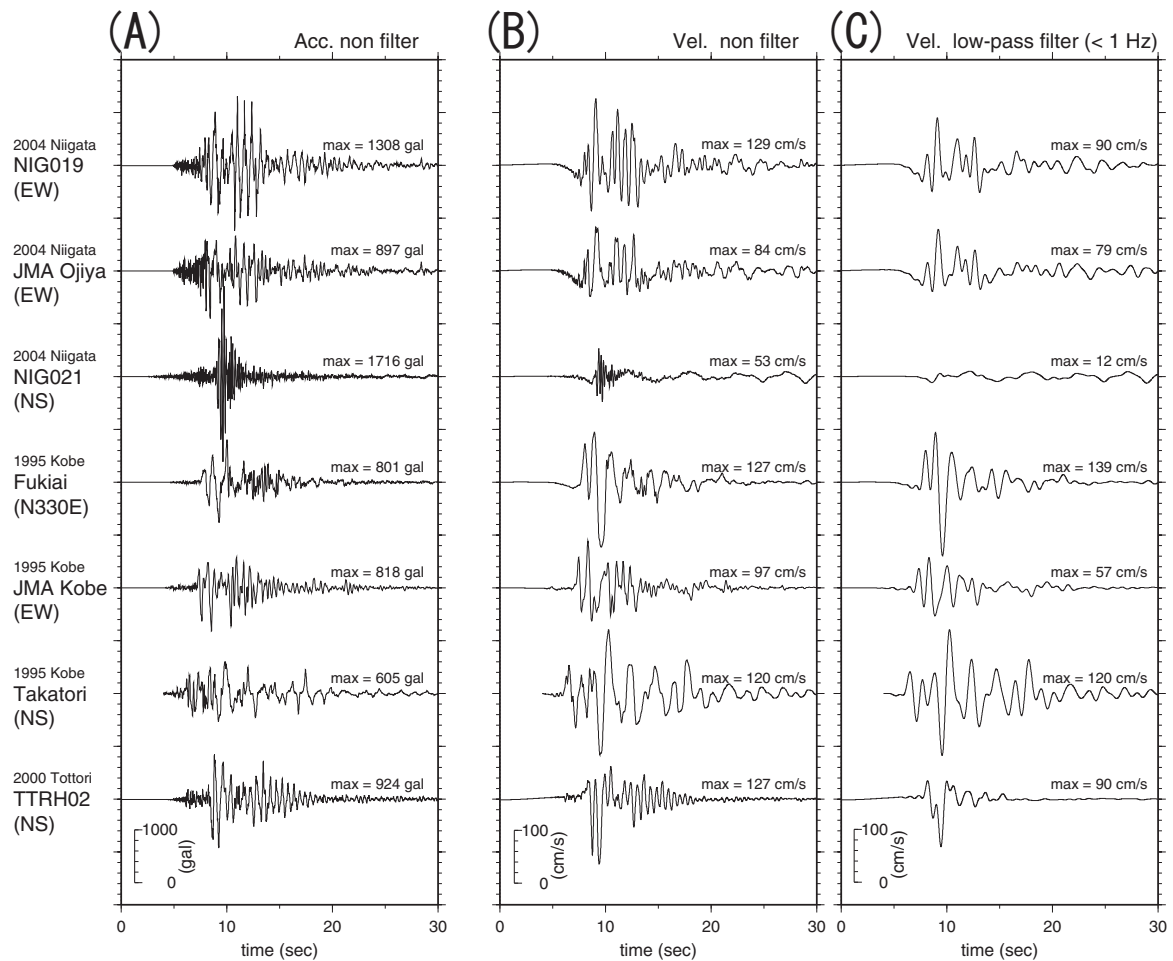 (A)
Acc. non filter
(B)
Vel. non filter
(C)
Vel. low-pass filter (< 1 Hz)
2004 Niigata
NIG019
(EW)
max = 1308 gal
max = 129 cm/s
max = 90 cm/s
2004 Niigata
JMA Ojiya
(EW)
max = 897 gal
max = 84 cm/s
max = 79 cm/s
2004 Niigata
NIG021
(NS)
max = 1716 gal
max = 53 cm/s
max = 12 cm/s
1995 Kobe
Fukiai
(N330E)
max = 801 gal
max = 127 cm/s
max = 139 cm/s
1995 Kobe
JMA Kobe
(EW)
max = 818 gal
max = 97 cm/s
max = 57 cm/s
1995 Kobe
Takatori
(NS)
max = 605 gal
max = 120 cm/s
max = 120 cm/s
2000 Tottori
TTRH02
(NS)
max = 924 gal
max = 127 cm/s
max = 90 cm/s
1000
(gal)
0
100
(cm/s)
0
100
(cm/s)
0
0 10 20 30
time (sec)
0 10 20 30
time (sec)
0 10 20 30
time (sec)